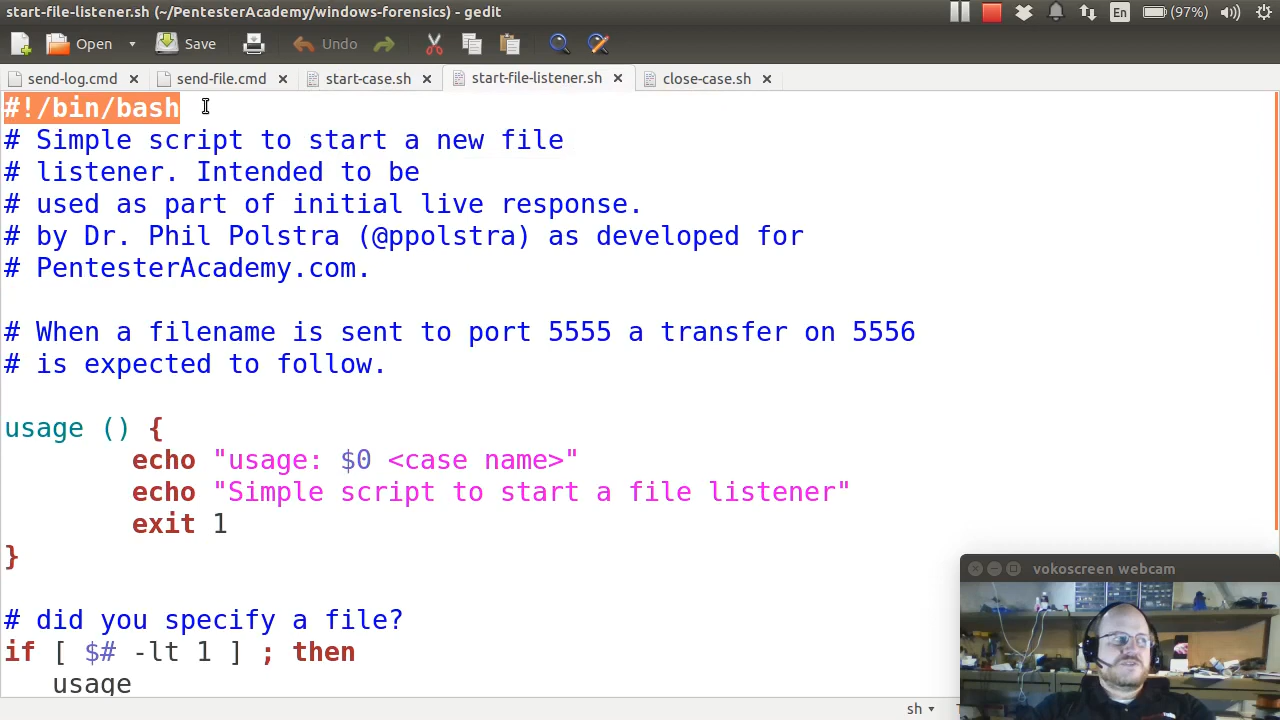 start-file-listener.sh (~/PentesterAcademy/windows-forensics) - gedit
En (97%)
Open Save Undo
send-log.cmd × send-file.cmd × start-case.sh × start-file-listener.sh × close-case.sh ×
#!/bin/bash
# Simple script to start a new file
# listener. Intended to be
# used as part of initial live response.
# by Dr. Phil Polstra (@ppolstra) as developed for
# PentesterAcademy.com.
# When a filename is sent to port 5555 a transfer on 5556
# is expected to follow.
usage () {
echo "usage: $0 <case name>"
echo "Simple script to start a file listener"
exit 1
}
# did you specify a file?
if [ $# -lt 1 ] ; then
usage
vokoscreen webcam
sh